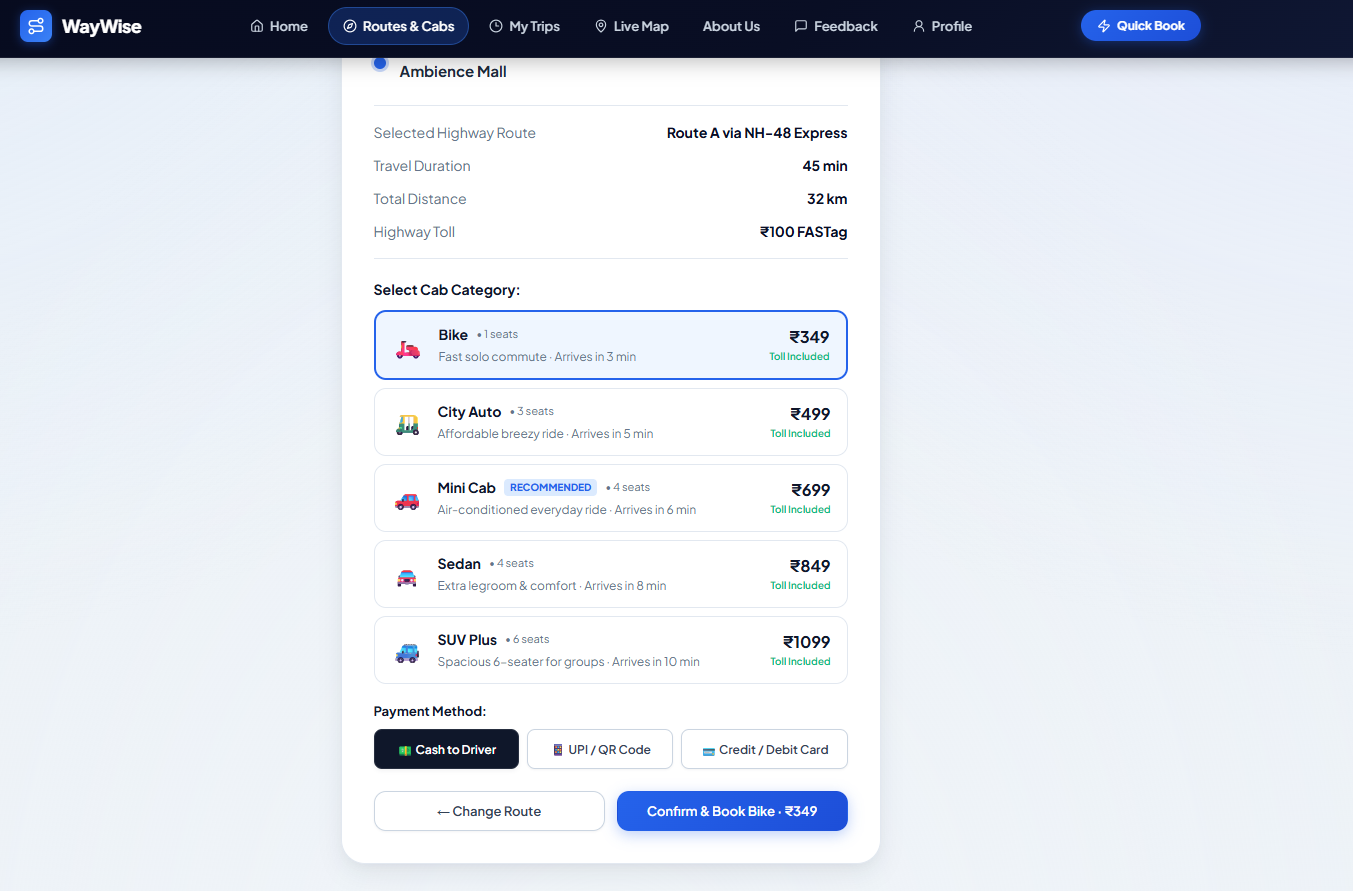 WayWise
Home
Routes & Cabs
My Trips
Live Map
About Us
Feedback
Profile
Quick Book
Ambience Mall
Selected Highway Route Route A via NH-48 Express
Travel Duration 45 min
Total Distance 32 km
Highway Toll ₹100 FASTag
Select Cab Category:
Bike • 1 seats ₹349
Fast solo commute · Arrives in 3 min Toll Included
City Auto • 3 seats ₹499
Affordable breezy ride · Arrives in 5 min Toll Included
Mini Cab RECOMMENDED • 4 seats ₹699
Air-conditioned everyday ride · Arrives in 6 min Toll Included
Sedan • 4 seats ₹849
Extra legroom & comfort · Arrives in 8 min Toll Included
SUV Plus • 6 seats ₹1099
Spacious 6-seater for groups · Arrives in 10 min Toll Included
Payment Method:
Cash to Driver
UPI / QR Code
Credit / Debit Card
← Change Route
Confirm & Book Bike · ₹349